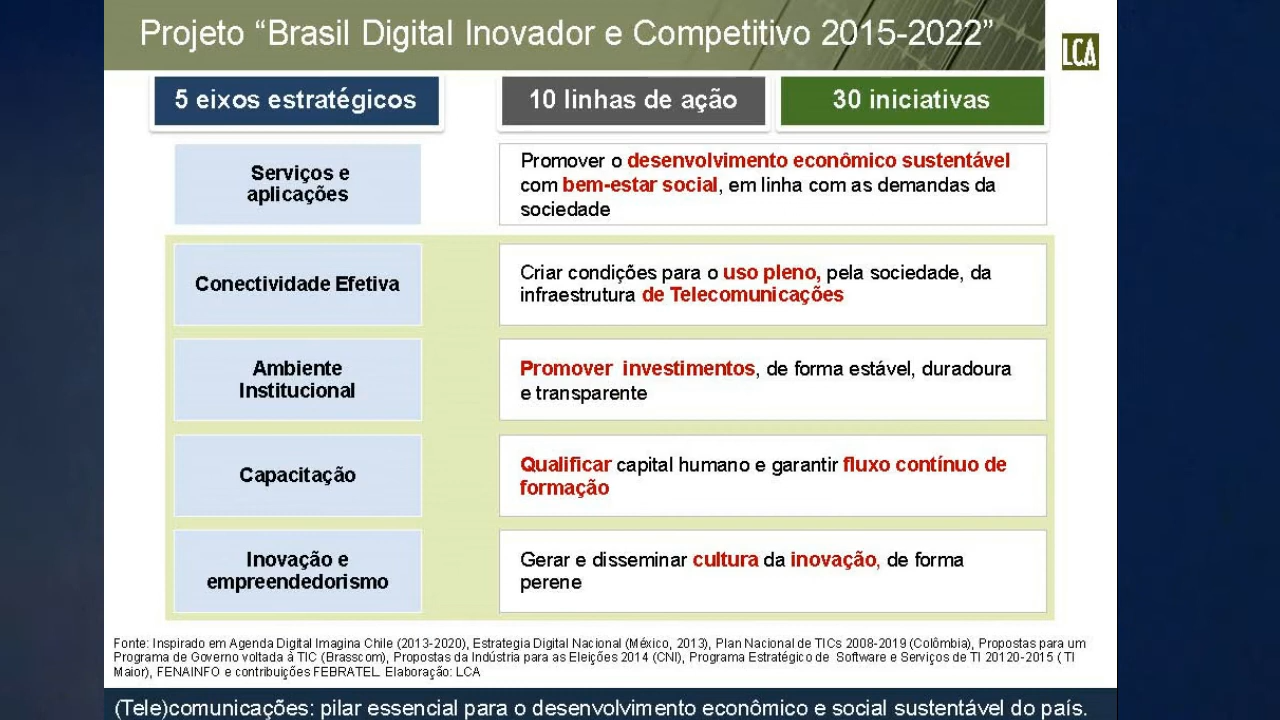 Projeto “Brasil Digital Inovador e Competitivo 2015-2022”
LCA
5 eixos estratégicos
10 linhas de ação
30 iniciativas
Serviços e
aplicações
Promover o desenvolvimento econômico sustentável
com bem-estar social, em linha com as demandas da
sociedade
Conectividade Efetiva
Criar condições para o uso pleno, pela sociedade, da
infraestrutura de Telecomunicações
Ambiente
Institucional
Promover investimentos, de forma estável, duradoura
e transparente
Capacitação
Qualificar capital humano e garantir fluxo contínuo de
formação
Inovação e
empreendedorismo
Gerar e disseminar cultura da inovação, de forma
perene
Fonte: Inspirado em Agenda Digital Imagina Chile (2013-2020), Estrategia Digital Nacional (México, 2013), Plan Nacional de TICs 2008-2019 (Colômbia), Propostas para um
Programa de Governo voltada à TIC (Brasscom), Propostas da Indústria para as Eleições 2014 (CNI), Programa Estratégico de Software e Serviços de TI 20120-2015 ( TI
Maior), FENAINFO e contribuições FEBRATEL. Elaboração: LCA
(Tele)comunicações: pilar essencial para o desenvolvimento econômico e social sustentável do país.